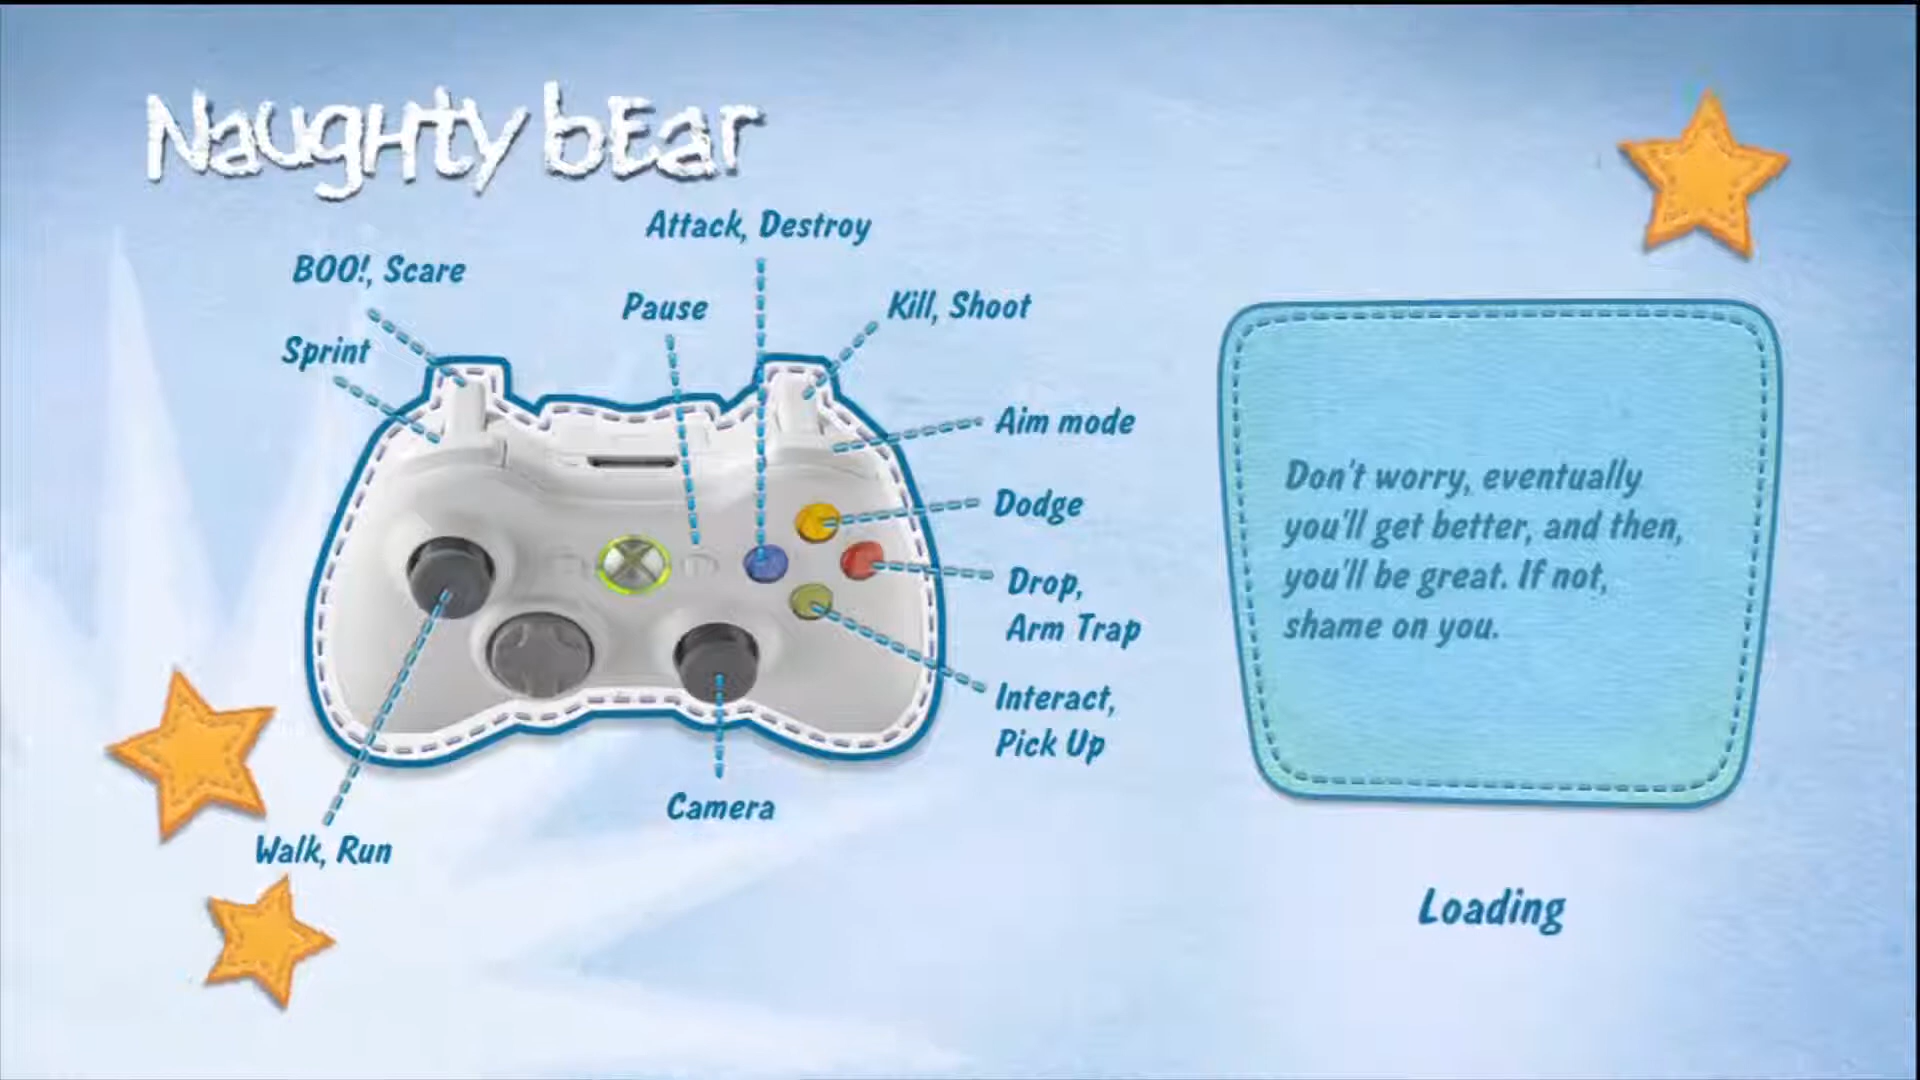 Naughty bEar
Attack, Destroy
BOO!, Scare
Pause
Kill, Shoot
Sprint
Aim mode
Dodge
Drop,
Arm Trap
Interact,
Pick Up
Camera
Walk, Run
Don't worry, eventually
you'll get better, and then,
you'll be great. If not,
shame on you.
Loading